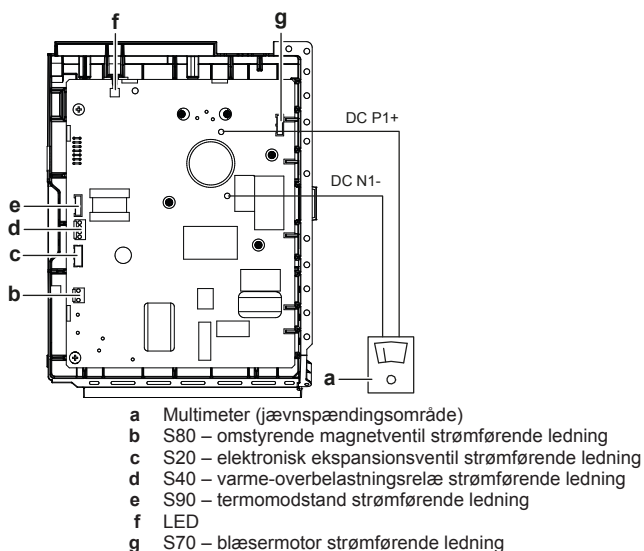 f
g
DC P1+
DC N1-
e
d
c
b
a
a Multimeter (jævnspændingsområde)
b S80 – omstyrende magnetventil strømførende ledning
c S20 – elektronisk ekspansionsventil strømførende ledning
d S40 – varme-overbelastningsrelæ strømførende ledning
e S90 – termomodstand strømførende ledning
f LED
g S70 – blæsermotor strømførende ledning